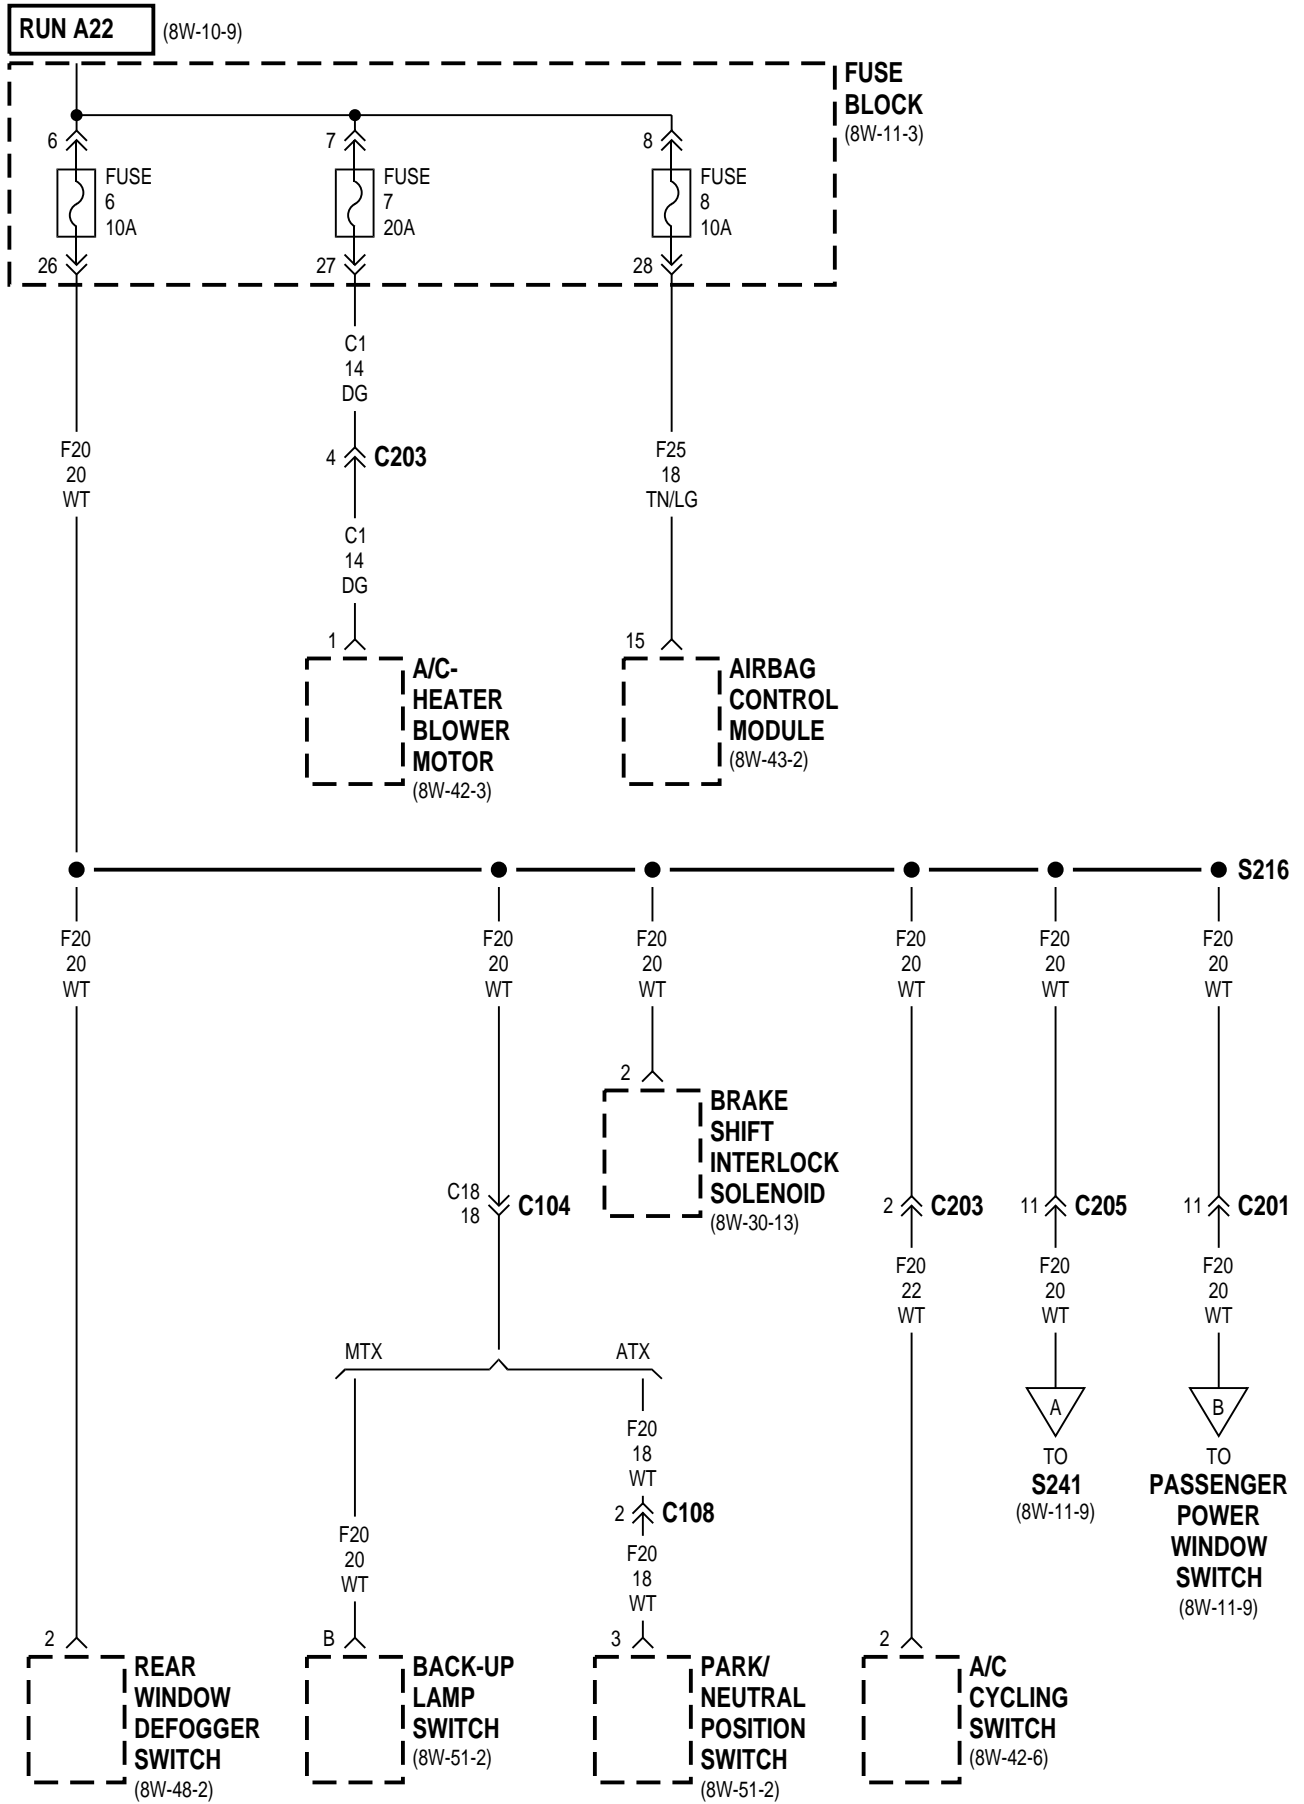 RUN A22
(8W-10-9)
FUSE
BLOCK
(8W-11-3)
6
7
8
FUSE
6
10A
FUSE
7
20A
FUSE
8
10A
26
27
28
C1
14
DG
F20
20
WT
4
C203
F25
18
TN/LG
C1
14
DG
1
15
A/C-
HEATER
BLOWER
MOTOR
(8W-42-3)
AIRBAG
CONTROL
MODULE
(8W-43-2)
S216
F20
20
WT
F20
20
WT
F20
20
WT
F20
20
WT
F20
20
WT
F20
20
WT
2
BRAKE
SHIFT
INTERLOCK
SOLENOID
(8W-30-13)
C18
18
C104
2
C203
11
C205
11
C201
F20
22
WT
F20
20
WT
F20
20
WT
MTX
ATX
A
TO
S241
(8W-11-9)
B
TO
PASSENGER
POWER
WINDOW
SWITCH
(8W-11-9)
F20
18
WT
2
C108
F20
20
WT
F20
18
WT
2
REAR
WINDOW
DEFOGGER
SWITCH
(8W-48-2)
B
BACK-UP
LAMP
SWITCH
(8W-51-2)
3
PARK/
NEUTRAL
POSITION
SWITCH
(8W-51-2)
2
A/C
CYCLING
SWITCH
(8W-42-6)